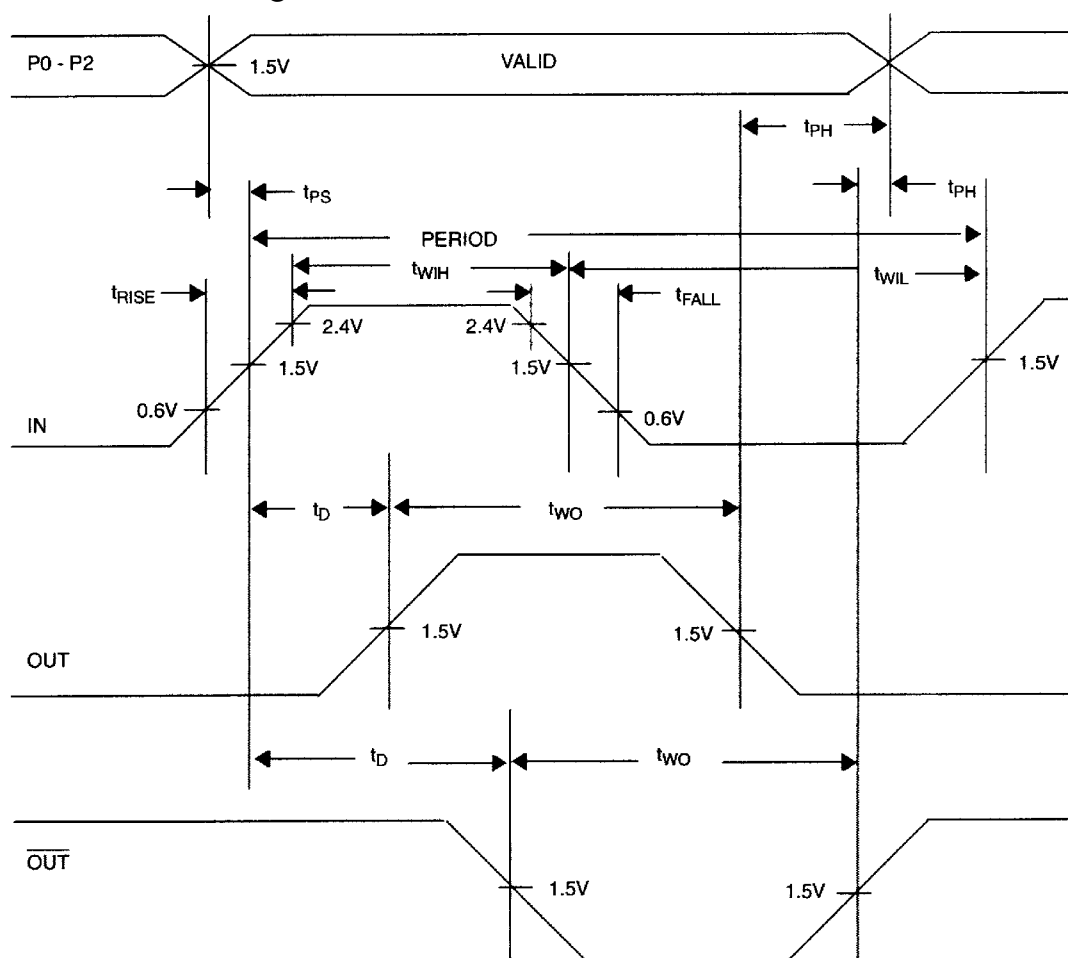 P0 - P2
1.5V
VALID
tPH
tPS
tPH
PERIOD
tWIH
tWIL
tRISE
tFALL
2.4V
2.4V
1.5V
1.5V
1.5V
0.6V
0.6V
IN
tD
tWO
1.5V
1.5V
OUT
tD
tWO
OUT
1.5V
1.5V